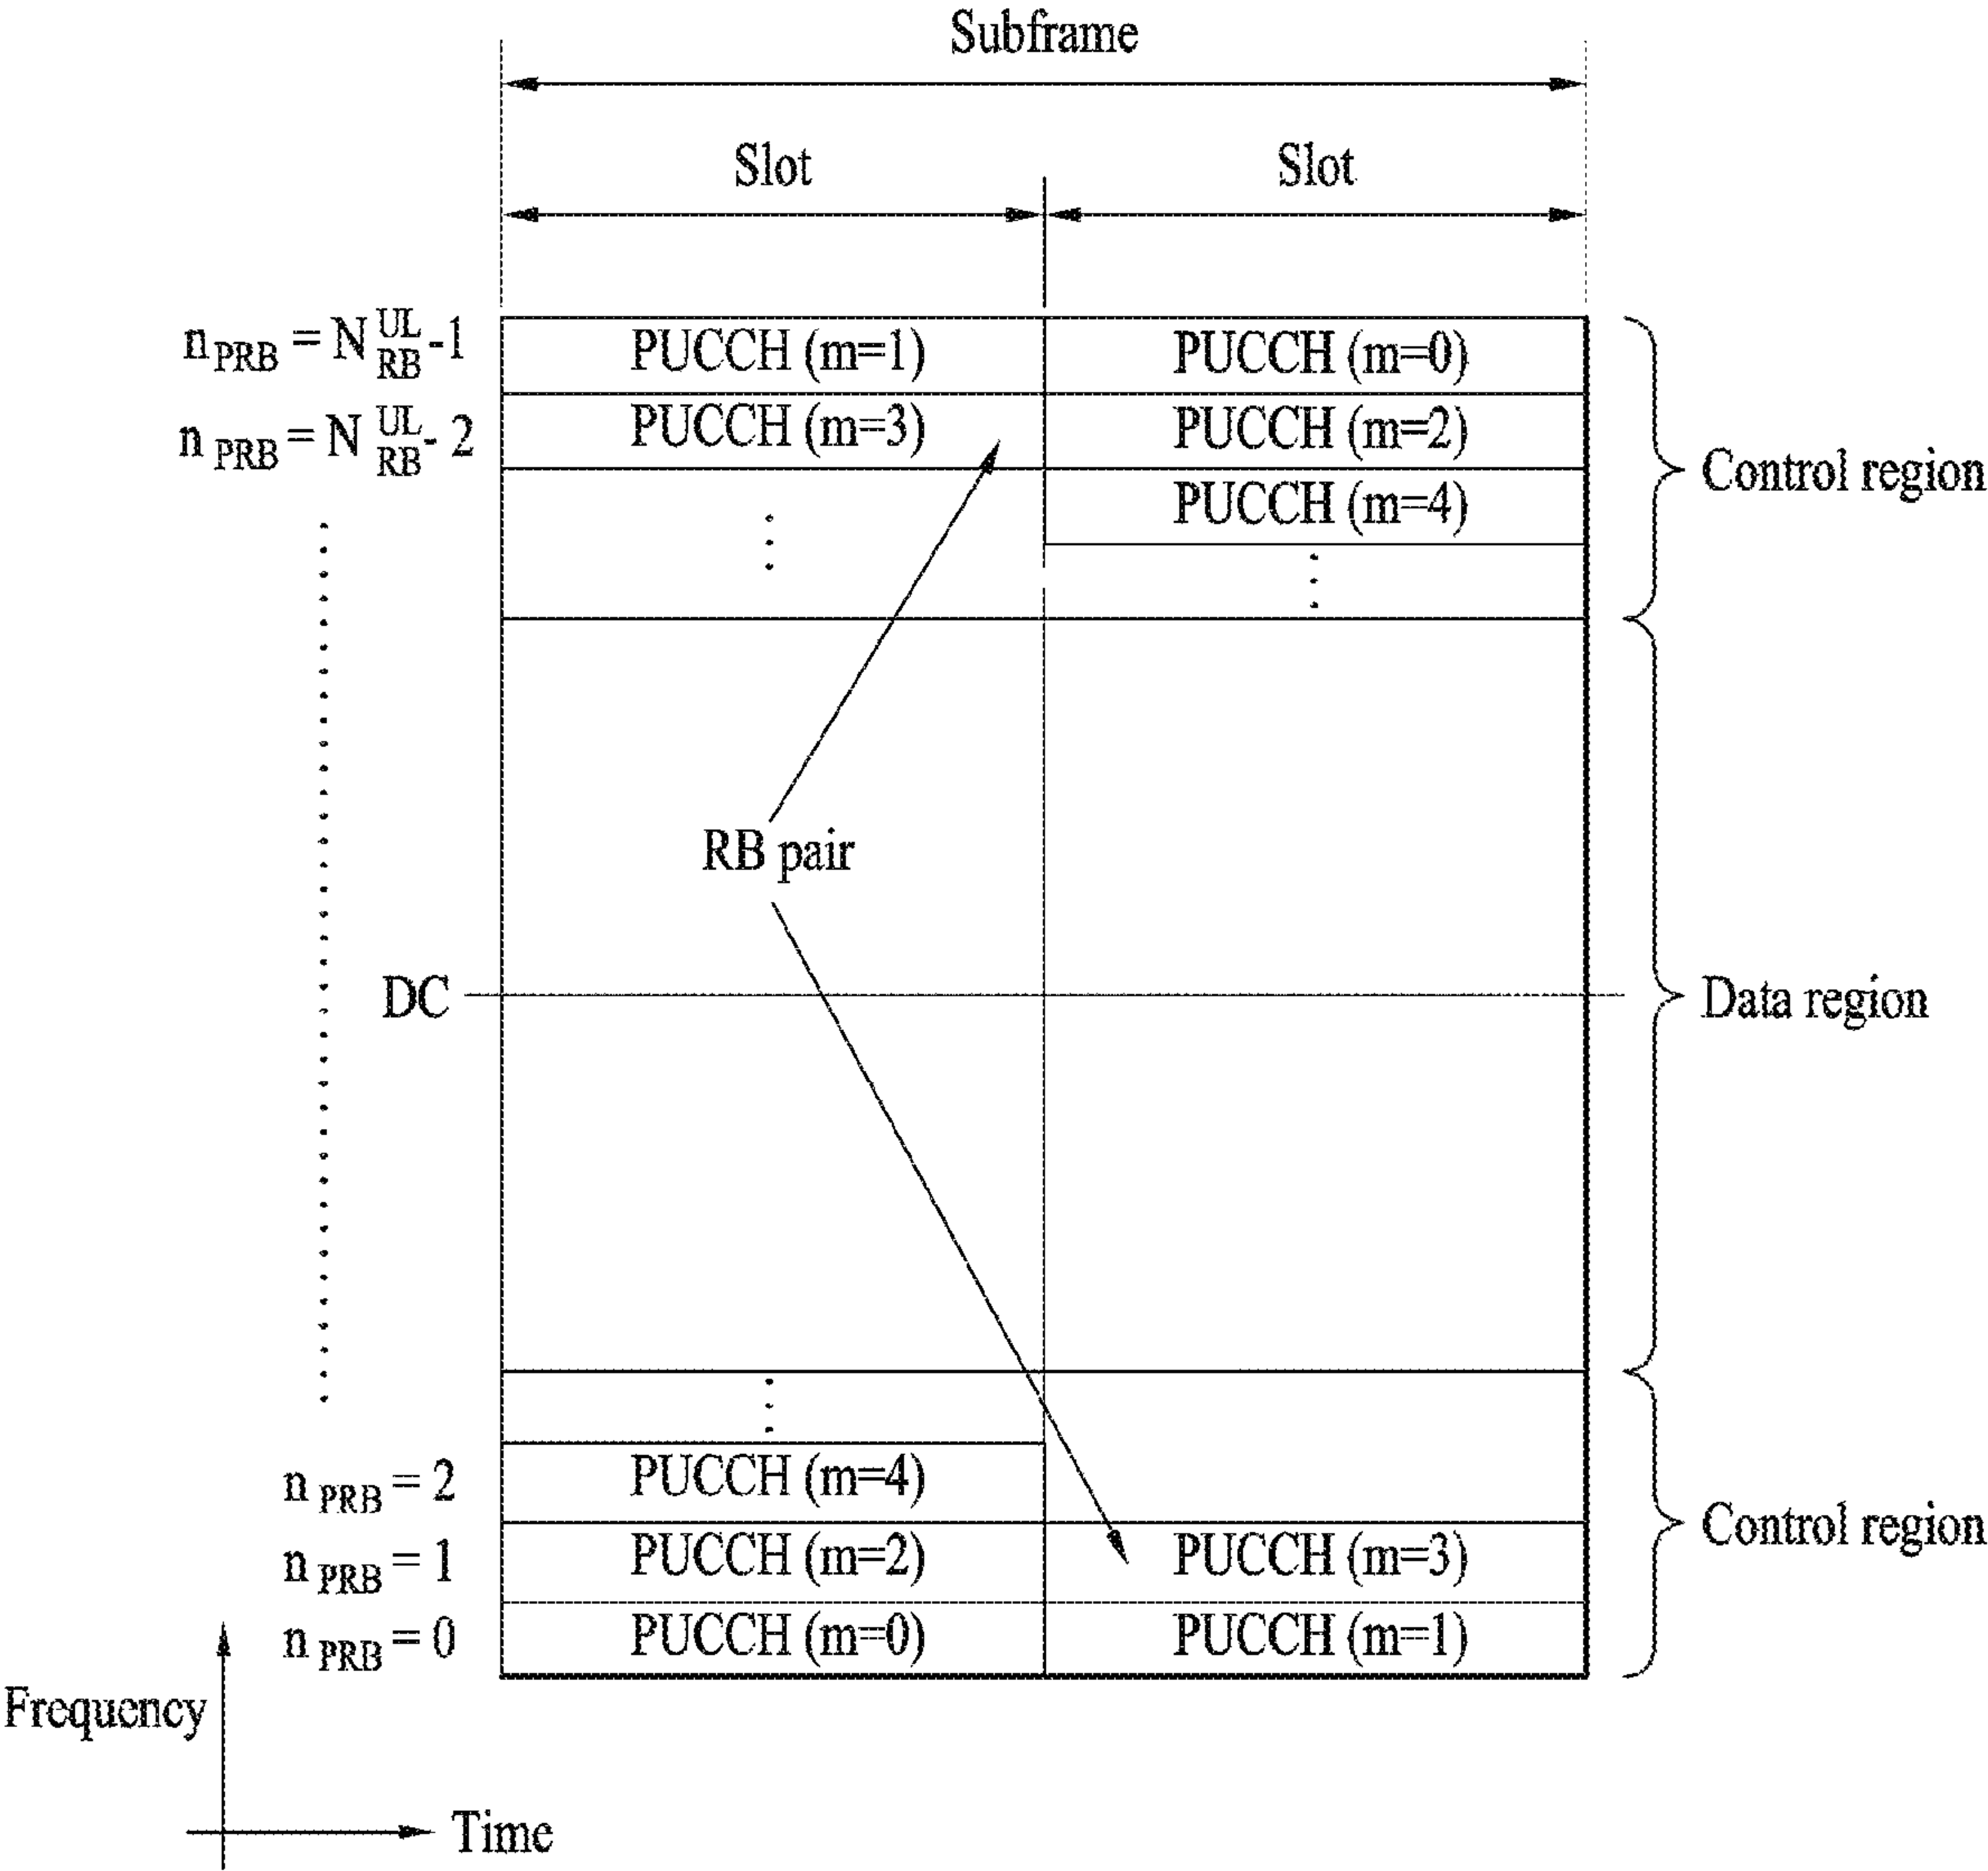 Subframe
Slot Slot
n PRB = N UL RB -1 PUCCH (m=1) PUCCH (m=0)
n PRB = N UL RB - 2 PUCCH (m=3) PUCCH (m=2)
Control region
PUCCH (m=4)
RB pair
DC
Data region
n PRB = 2 PUCCH (m=4)
Control region
n PRB = 1 PUCCH (m=2) PUCCH (m=3)
n PRB = 0 PUCCH (m=0) PUCCH (m=1)
Frequency
Time